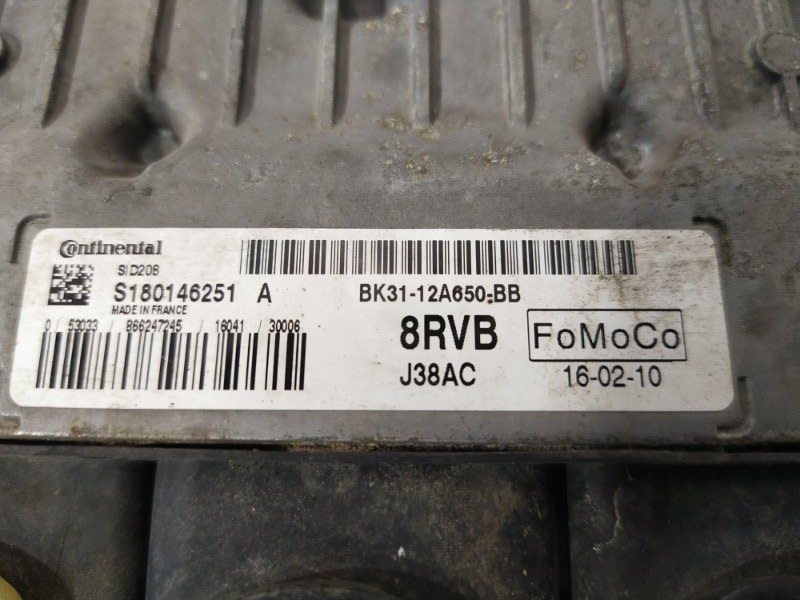 Continental
SID208
S180146251 A
MADE IN FRANCE
BK31-12A650-BB
0 / 53033 / 866247245 / 16041 / 30006
8RVB
FoMoCo
J38AC
16-02-10